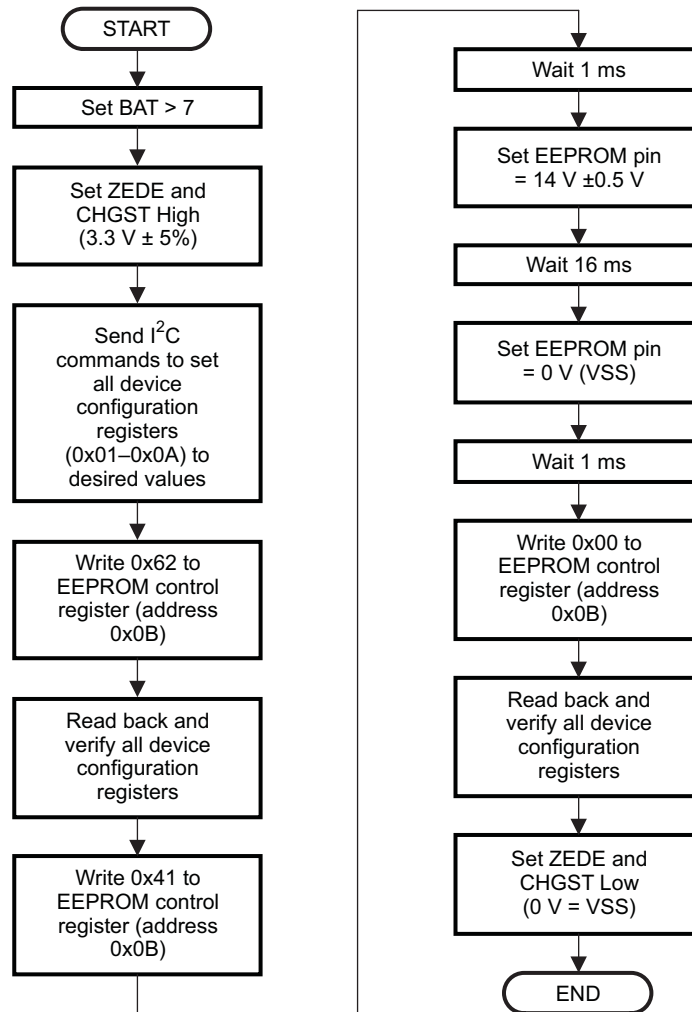 START
Set BAT > 7
Set ZEDE and
CHGST High
(3.3 V ± 5%)
Send I²C
commands to set
all device
configuration
registers
(0x01–0x0A) to
desired values
Write 0x62 to
EEPROM control
register (address
0x0B)
Read back and
verify all device
configuration
registers
Write 0x41 to
EEPROM control
register (address
0x0B)
Wait 1 ms
Set EEPROM pin
= 14 V ±0.5 V
Wait 16 ms
Set EEPROM pin
= 0 V (VSS)
Wait 1 ms
Write 0x00 to
EEPROM control
register (address
0x0B)
Read back and
verify all device
configuration
registers
Set ZEDE and
CHGST Low
(0 V = VSS)
END